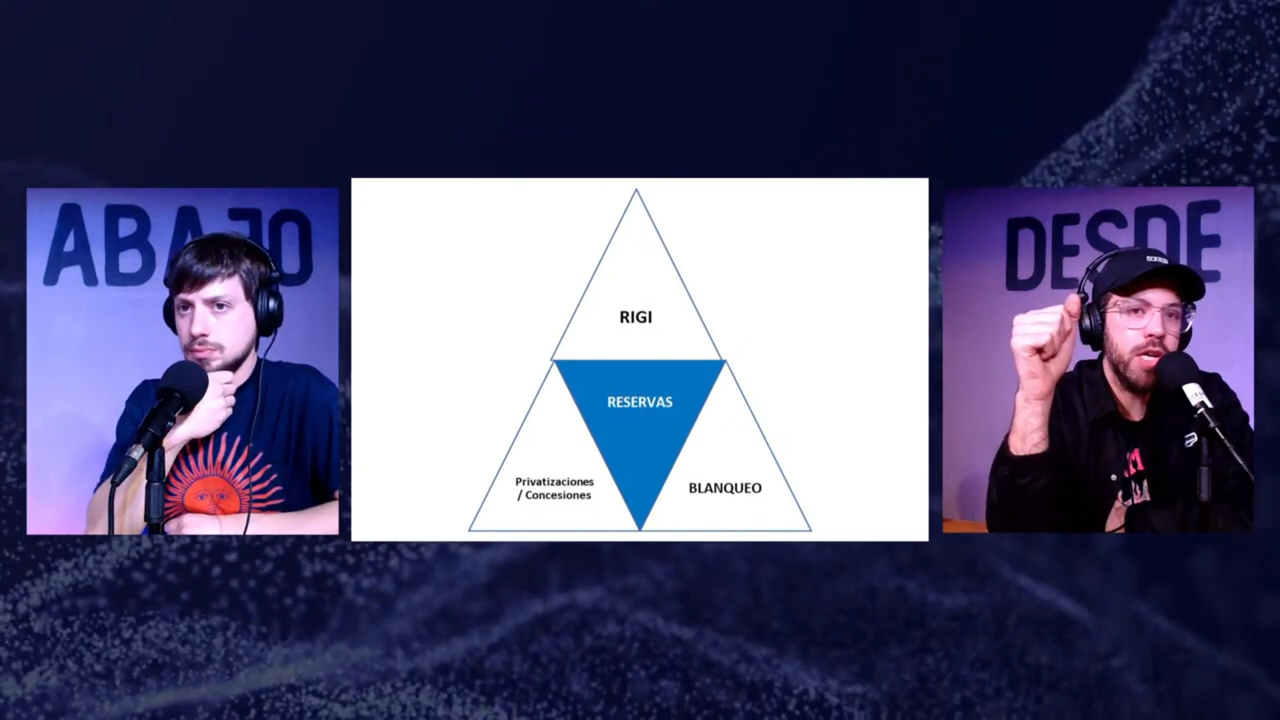 ABAJO
DESDE
RIGI
RESERVAS
Privatizaciones
/ Concesiones
BLANQUEO